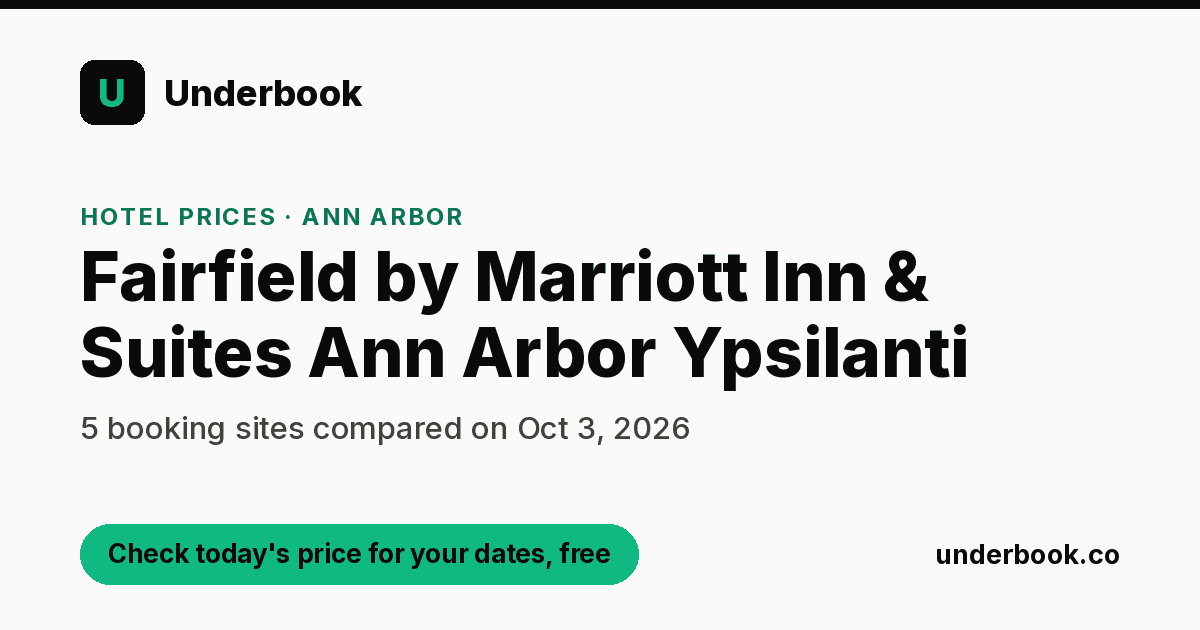 U Underbook
HOTEL PRICES · ANN ARBOR
Fairfield by Marriott Inn &
Suites Ann Arbor Ypsilanti
5 booking sites compared on Oct 3, 2026
Check today's price for your dates, free
underbook.co